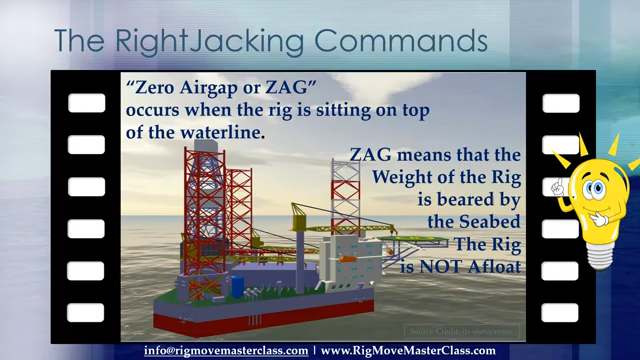 The RightJacking Commands
“Zero Airgap or ZAG”
occurs when the rig is sitting on top
of the waterline.
ZAG means that the
Weight of the Rig
is beared by
the Seabed
The Rig
is NOT Afloat
info@rigmovemasterclass.com | www.RigMoveMasterClass.com